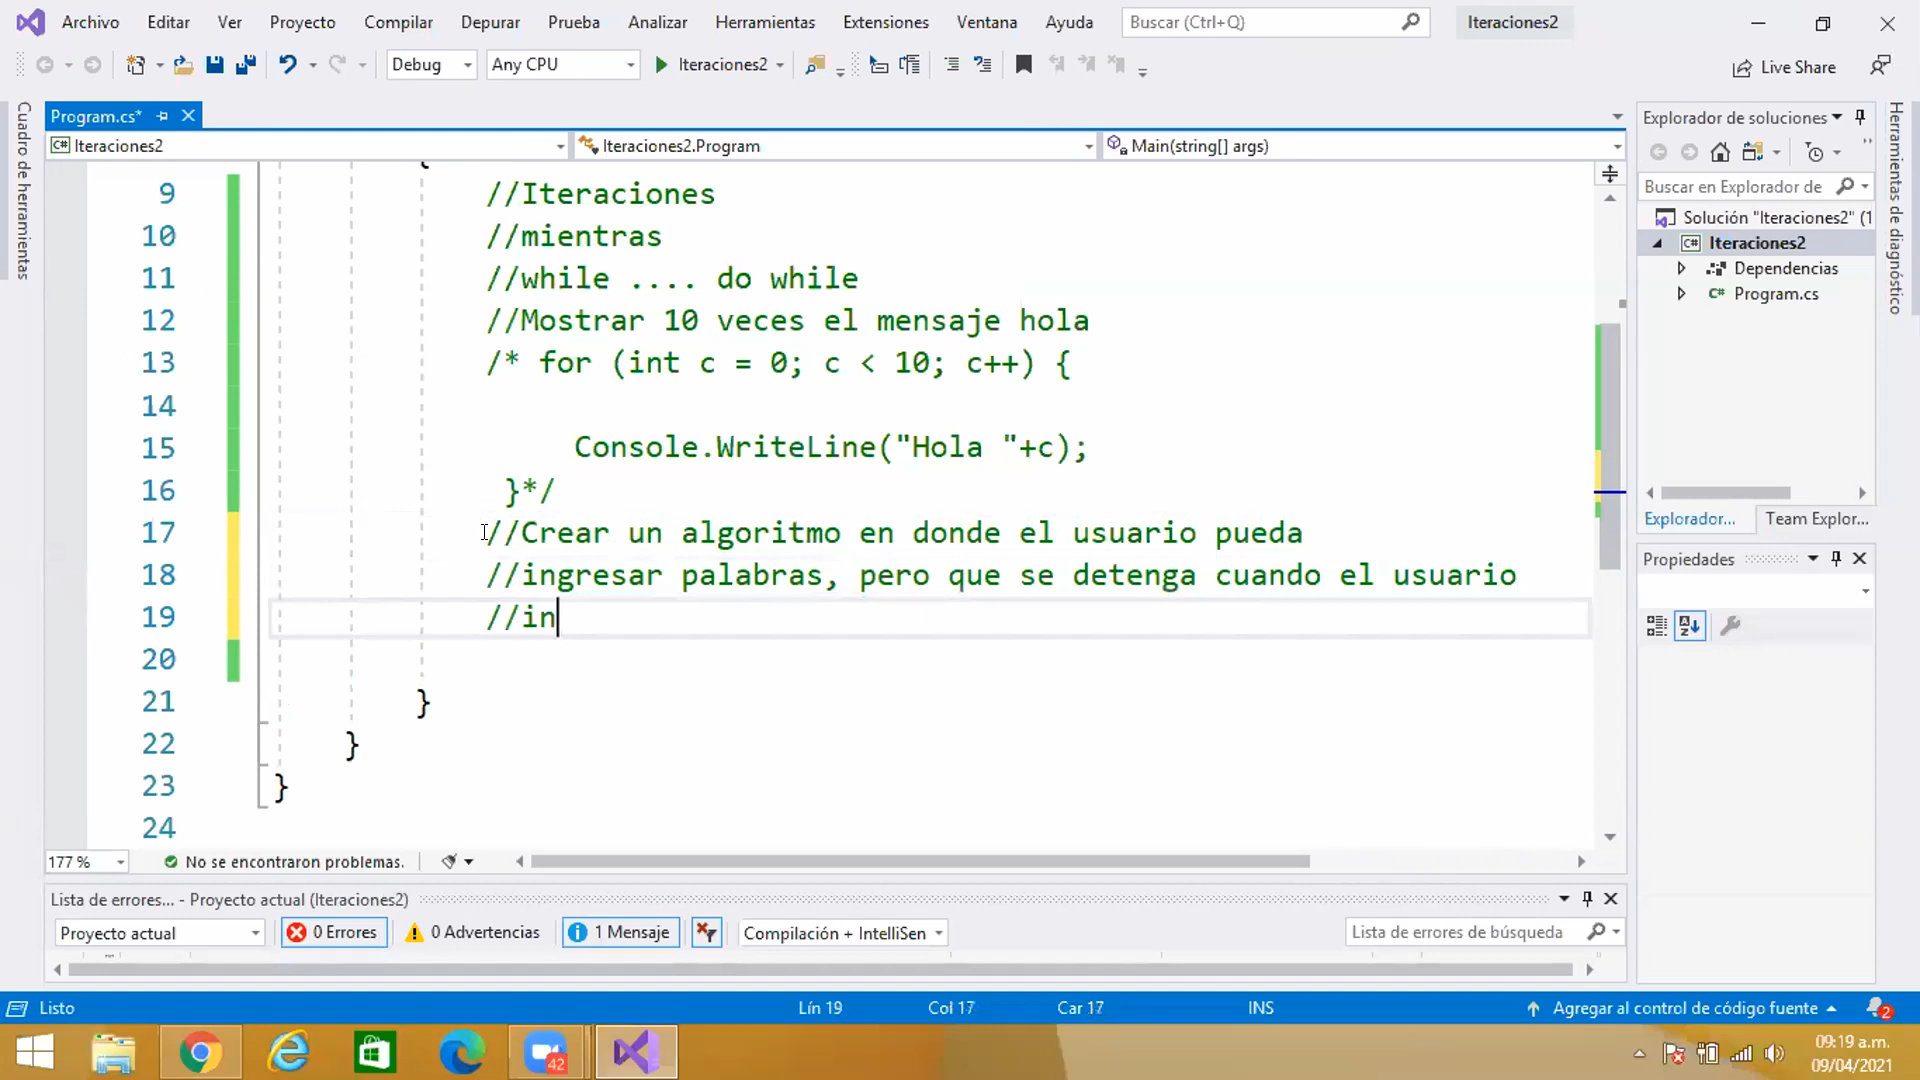 Archivo Editar Ver Proyecto Compilar Depurar Prueba Analizar Herramientas Extensiones Ventana Ayuda Buscar (Ctrl+Q) Iteraciones2
Debug Any CPU Iteraciones2 Live Share
Cuadro de herramientas
Program.cs*
Iteraciones2 Iteraciones2.Program Main(string[] args)
9 //Iteraciones
10 //mientras
11 //while .... do while
12 //Mostrar 10 veces el mensaje hola
13 /* for (int c = 0; c < 10; c++) {
14
15 Console.WriteLine("Hola "+c);
16 }*/
17 //Crear un algoritmo en donde el usuario pueda
18 //ingresar palabras, pero que se detenga cuando el usuario
19 //in
20
21 }
22 }
23 }
24
177 % No se encontraron problemas.
Lista de errores... - Proyecto actual (Iteraciones2)
Proyecto actual 0 Errores 0 Advertencias 1 Mensaje Compilación + IntelliSen Lista de errores de búsqueda
Explorador de soluciones
Buscar en Explorador de
Solución "Iteraciones2" (1
Iteraciones2
Dependencias
C# Program.cs
Explorador... Team Explor...
Propiedades
Herramientas de diagnóstico
Listo Lín 19 Col 17 Car 17 INS Agregar al control de código fuente 2
42
09:19 a.m.
09/04/2021